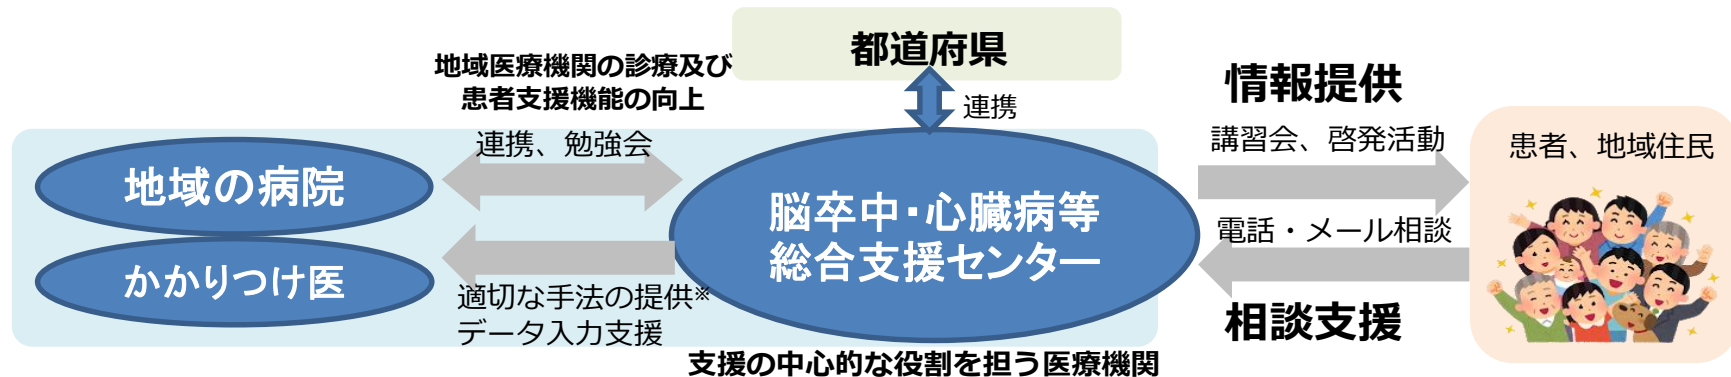 都道府県
連携
地域医療機関の診療及び
患者支援機能の向上
連携、勉強会
地域の病院
かかりつけ医
適切な手法の提供※
データ入力支援
脳卒中・心臓病等
総合支援センター
支援の中心的な役割を担う医療機関
情報提供
講習会、啓発活動
電話・メール相談
相談支援
患者、地域住民